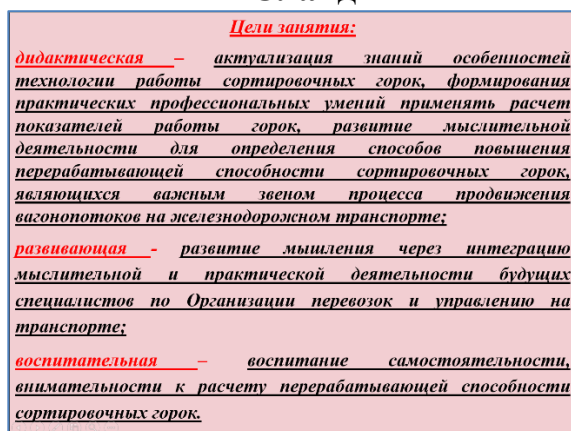 Цели занятия:
дидактическая – актуализация знаний особенностей
технологии работы сортировочных горок, формирования
практических профессиональных умений применять расчет
показателей работы горок, развитие мыслительной
деятельности для определения способов повышения
перерабатывающей способности сортировочных горок,
являющихся важным звеном процесса продвижения
вагонопотоков на железнодорожном транспорте;
развивающая - развитие мышления через интеграцию
мыслительной и практической деятельности будущих
специалистов по Организации перевозок и управлению на
транспорте;
воспитательная – воспитание самостоятельности,
внимательности к расчету перерабатывающей способности
сортировочных горок.